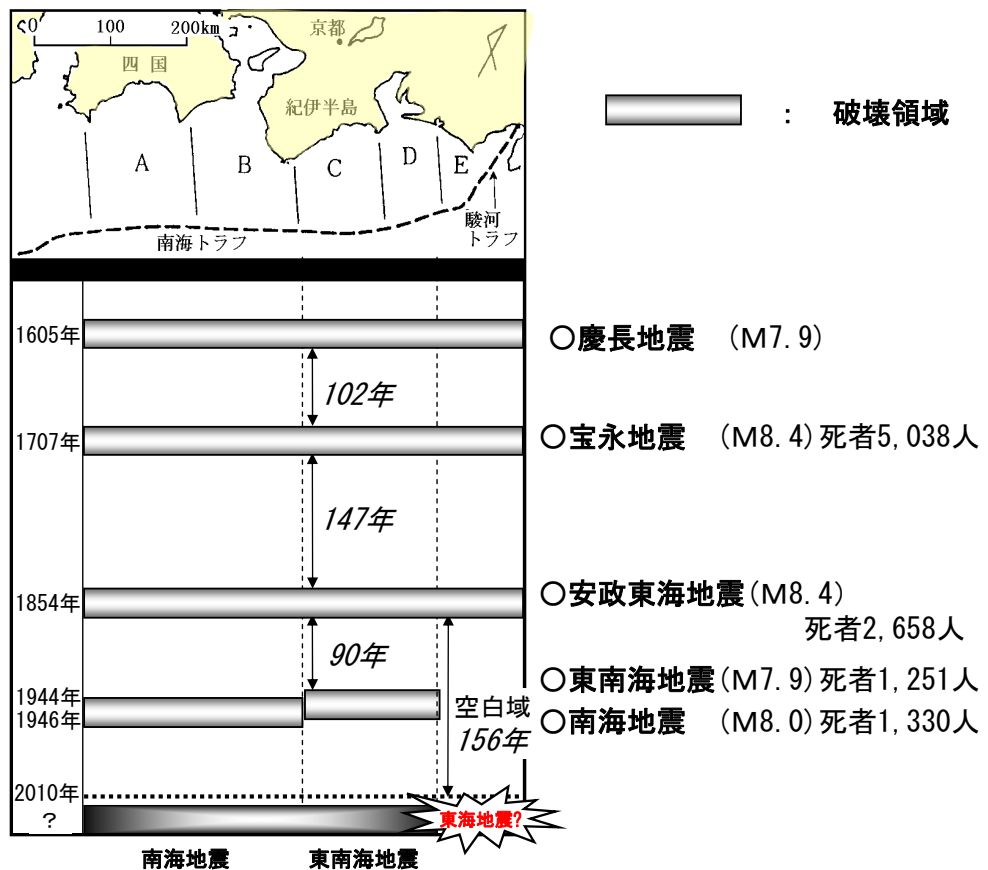 0 100 200km
京都
四国
紀伊半島
A B C D E
駿河
トラフ
南海トラフ
: 破壊領域
1605年
○慶長地震 (M7.9)
102年
1707年
○宝永地震 (M8.4)死者5,038人
147年
1854年
○安政東海地震(M8.4)
死者2,658人
90年
1944年
○東南海地震(M7.9)死者1,251人
1946年
○南海地震 (M8.0)死者1,330人
空白域
156年
2010年
?
東海地震?
南海地震 東南海地震